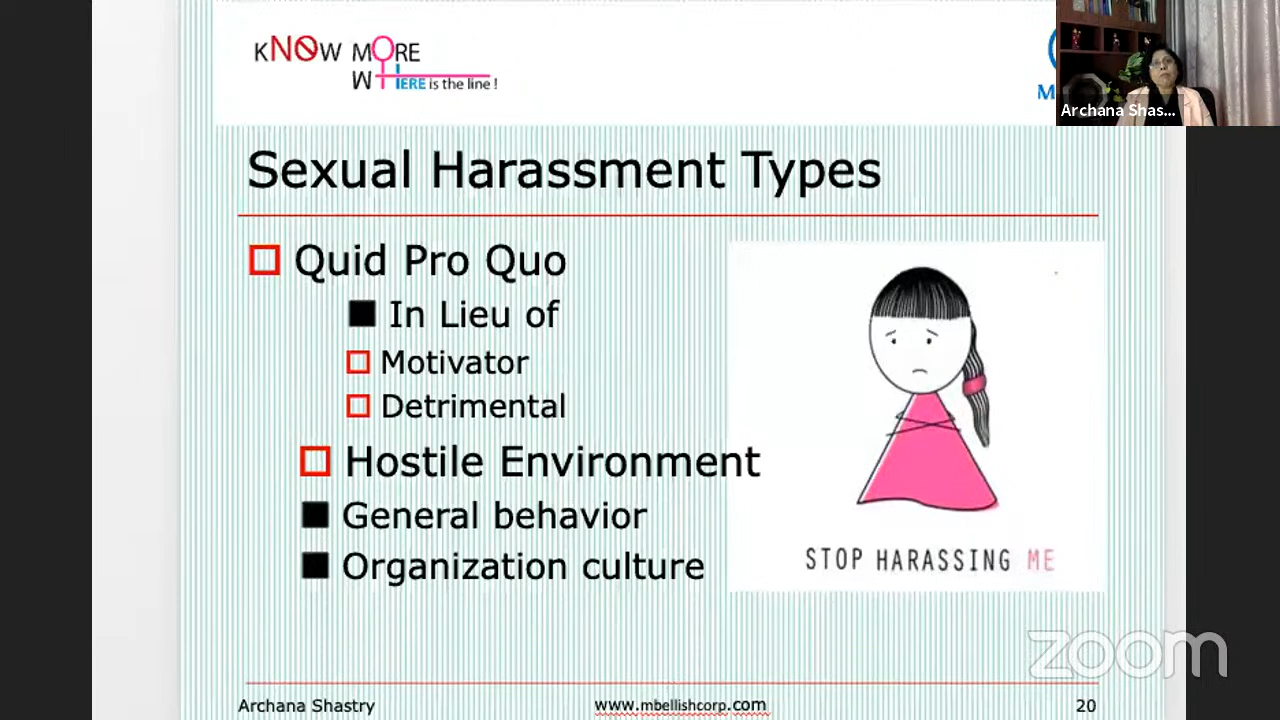 KNOW MORE
WHERE is the line !
Archana Shas...
Sexual Harassment Types
Quid Pro Quo
In Lieu of
Motivator
Detrimental
Hostile Environment
General behavior
Organization culture
STOP HARASSING ME
zoom
Archana Shastry
www.mbellishcorp.com
20